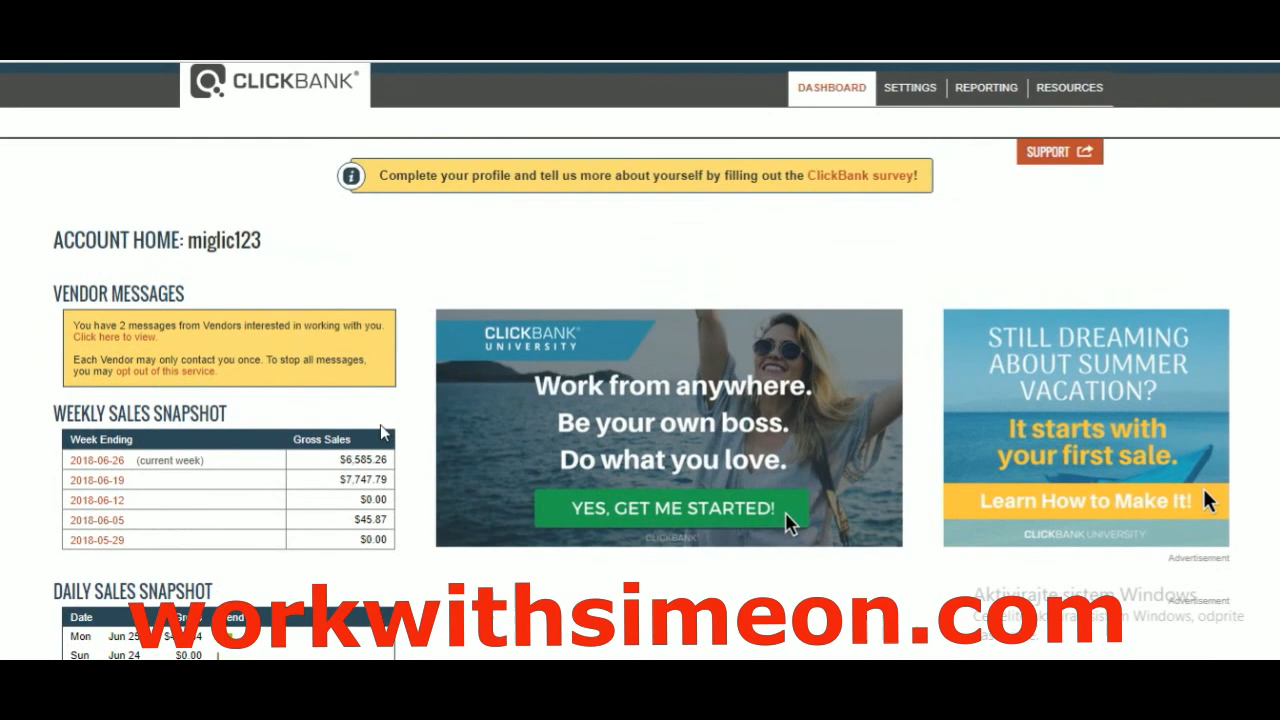 CLICKBANK®
DASHBOARD
SETTINGS
REPORTING
RESOURCES
SUPPORT
Complete your profile and tell us more about yourself by filling out the ClickBank survey!
ACCOUNT HOME: miglic123
VENDOR MESSAGES
You have 2 messages from Vendors interested in working with you.
Click here to view.
Each Vendor may only contact you once. To stop all messages,
you may opt out of this service.
WEEKLY SALES SNAPSHOT
Week Ending Gross Sales
2018-06-26 (current week) $6,585.26
2018-06-19 $7,747.79
2018-06-12 $0.00
2018-06-05 $45.87
2018-05-29 $0.00
CLICKBANK®
UNIVERSITY
Work from anywhere.
Be your own boss.
Do what you love.
YES, GET ME STARTED!
CLICKBANK
STILL DREAMING
ABOUT SUMMER
VACATION?
It starts with
your first sale.
Learn How to Make It!
CLICKBANK UNIVERSITY
Advertisement
Advertisement
DAILY SALES SNAPSHOT
Date
Mon Jun 25
Sun Jun 24 $0.00
workwithsimeon.com
Aktivirajte sistem Windows
sistem Windows, odprite